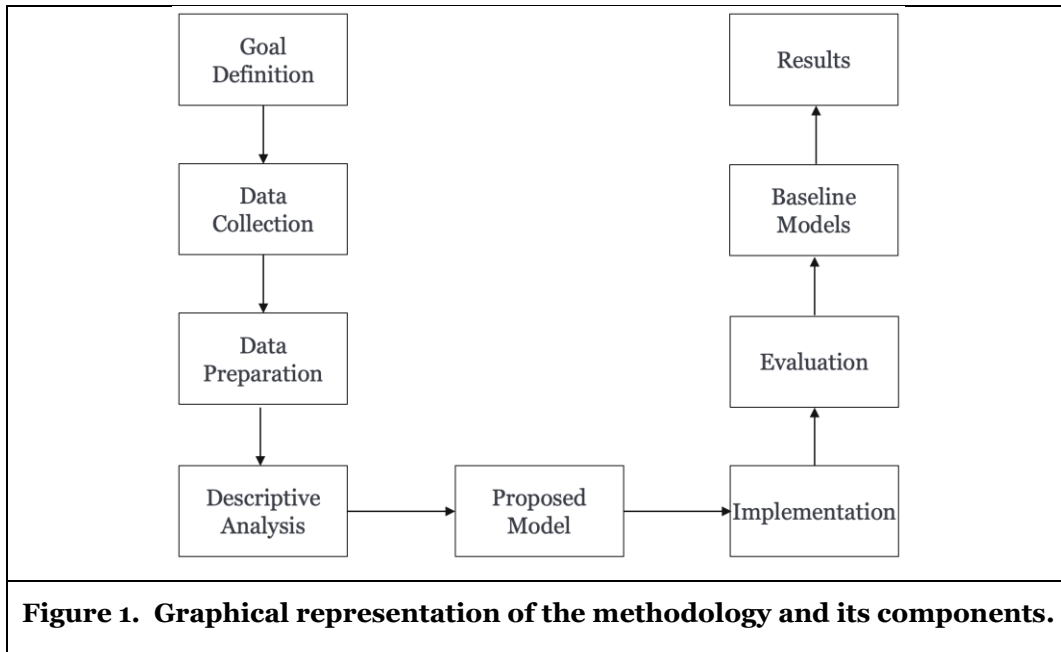 Goal
Definition
Data
Collection
Data
Preparation
Descriptive
Analysis
Proposed
Model
Implementation
Evaluation
Baseline
Models
Results
Figure 1. Graphical representation of the methodology and its components.